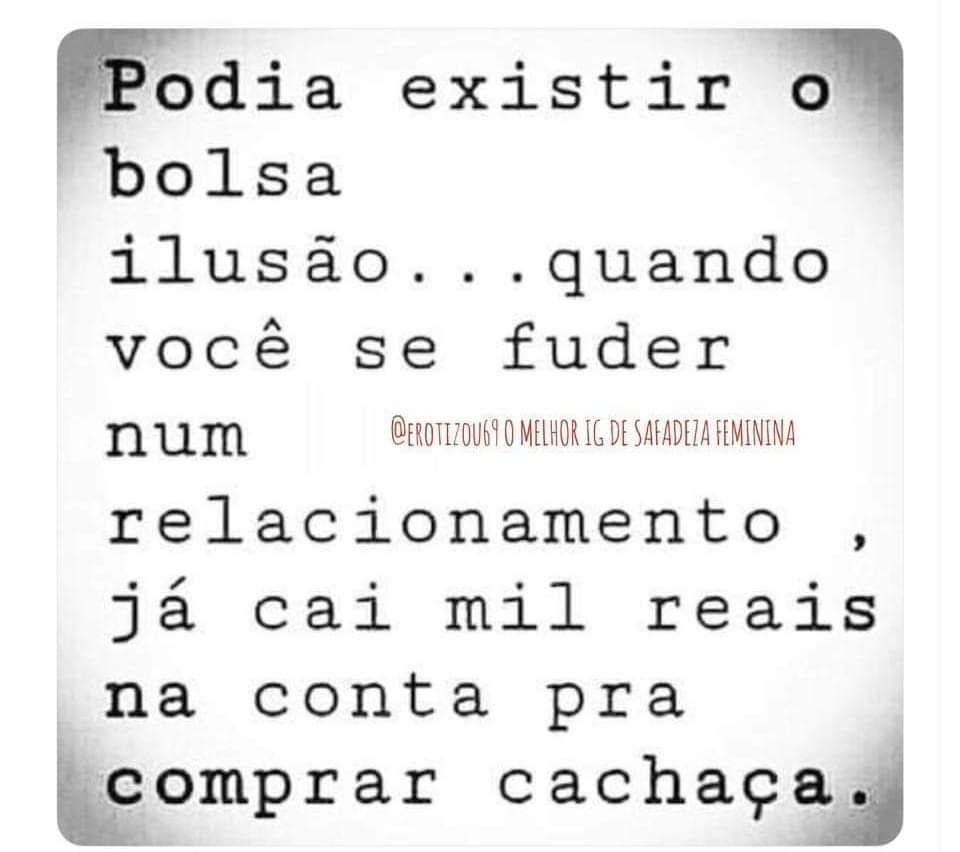 Podia existir o
bolsa
ilusão...quando
você se fuder
num
@EROTIZOU69 O MELHOR IG DE SAFADEZA FEMININA
relacionamento ,
já cai mil reais
na conta pra
comprar cachaça.